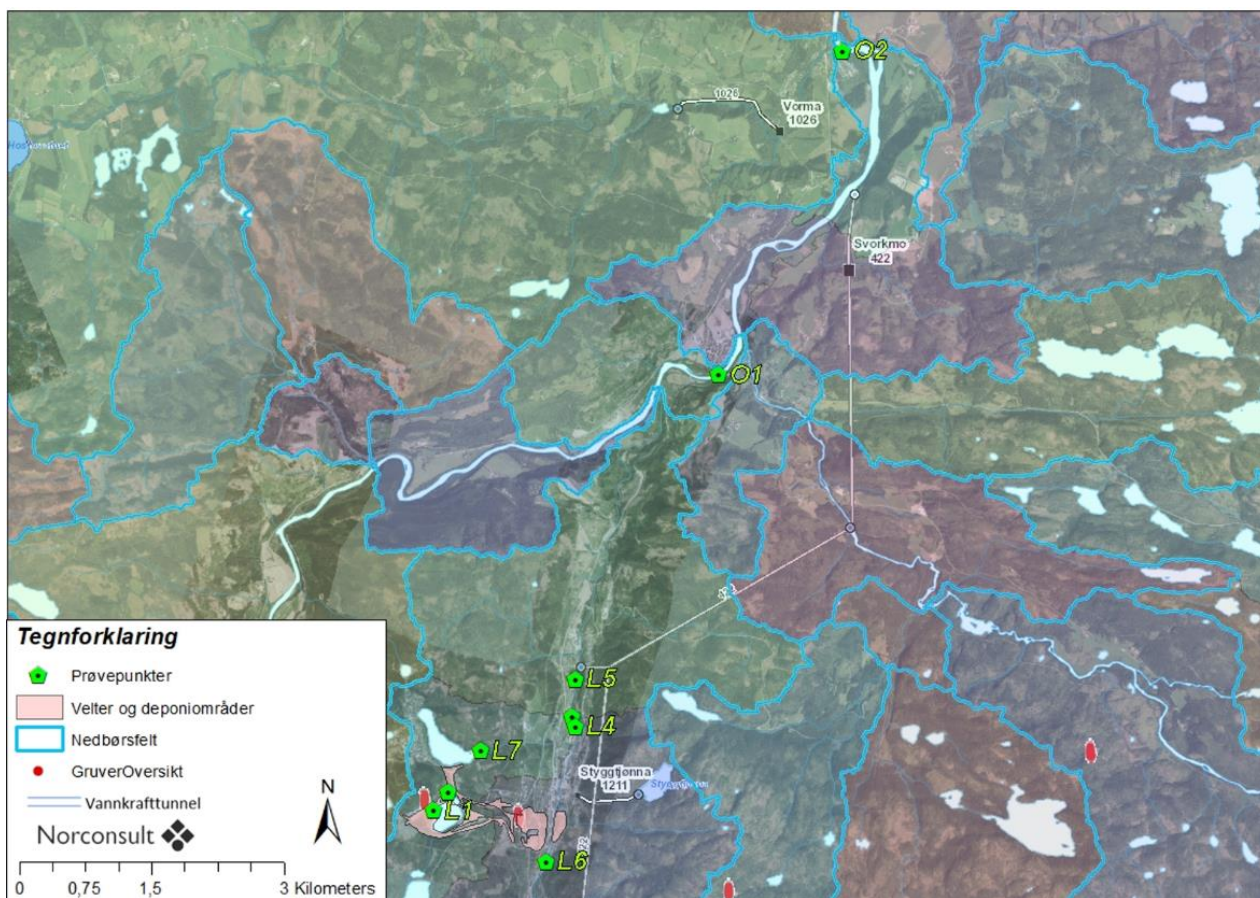 O2
1026
Vorma
1026
Svorkmo
422
O1
L5
L4
L7
Styggtjønna
1211
L1
L6
Tegnforklaring
Prøvepunkter
Velter og deponiområder
Nedbørsfelt
GruverOversikt
Vannkrafttunnel
N
Norconsult
0 0,75 1,5 3 Kilometers